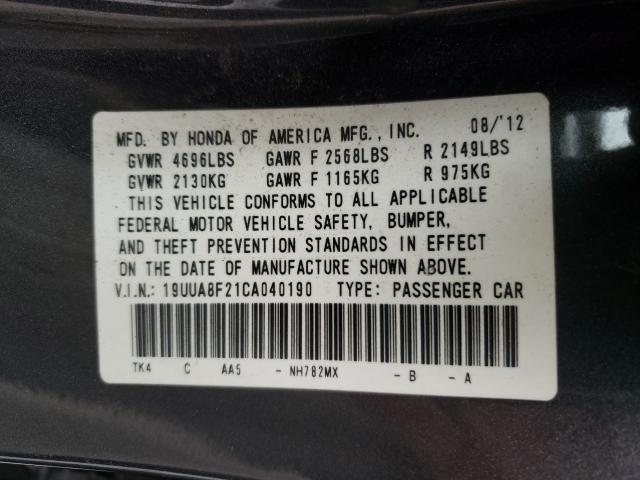 MFD. BY HONDA OF AMERICA MFG., INC. 08/'12
GVWR 4696LBS GAWR F 2568LBS R 2149LBS
GVWR 2130KG GAWR F 1165KG R 975KG
THIS VEHICLE CONFORMS TO ALL APPLICABLE
FEDERAL MOTOR VEHICLE SAFETY, BUMPER,
AND THEFT PREVENTION STANDARDS IN EFFECT
ON THE DATE OF MANUFACTURE SHOWN ABOVE.
V.I.N.: 19UUA8F21CA040190 TYPE: PASSENGER CAR
TK4 C AA5 - NH782MX - B - A